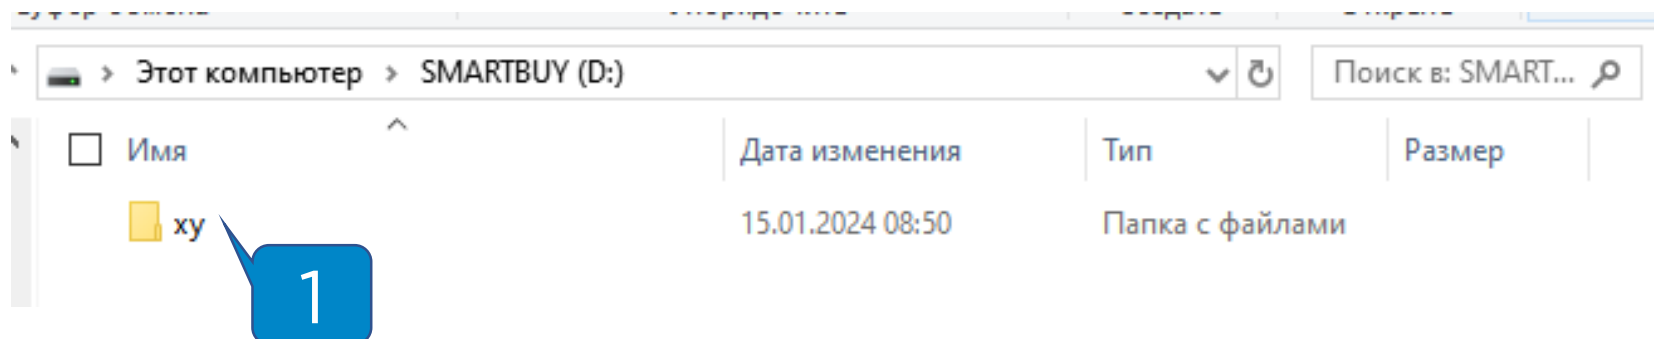 Этот компьютер > SMARTBUY (D:) Поиск в: SMART...
Имя Дата изменения Тип Размер
xy 15.01.2024 08:50 Папка с файлами
1